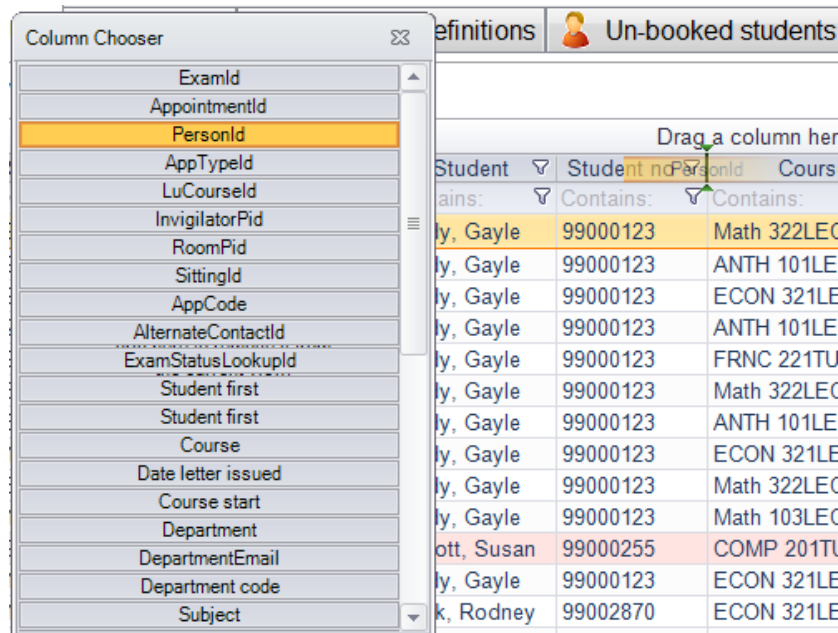 Column Chooser
ExamId
AppointmentId
PersonId
AppTypeId
LuCourseId
InvigilatorPid
RoomPid
SittingId
AppCode
AlternateContactId
ExamStatusLookupId
Student first
Student first
Course
Date letter issued
Course start
Department
DepartmentEmail
Department code
Subject
efinitions Un-booked students
Drag a column her
Student Student no PersonId Cours
ains: Contains: Contains:
ly, Gayle 99000123 Math 322LEC
ly, Gayle 99000123 ANTH 101LE
ly, Gayle 99000123 ECON 321LE
ly, Gayle 99000123 ANTH 101LE
ly, Gayle 99000123 FRNC 221TU
ly, Gayle 99000123 Math 322LEC
ly, Gayle 99000123 ANTH 101LE
ly, Gayle 99000123 ECON 321LE
ly, Gayle 99000123 Math 322LEC
ly, Gayle 99000123 Math 103LEC
ott, Susan 99000255 COMP 201TU
ly, Gayle 99000123 ECON 321LE
k, Rodney 99002870 ECON 321LE